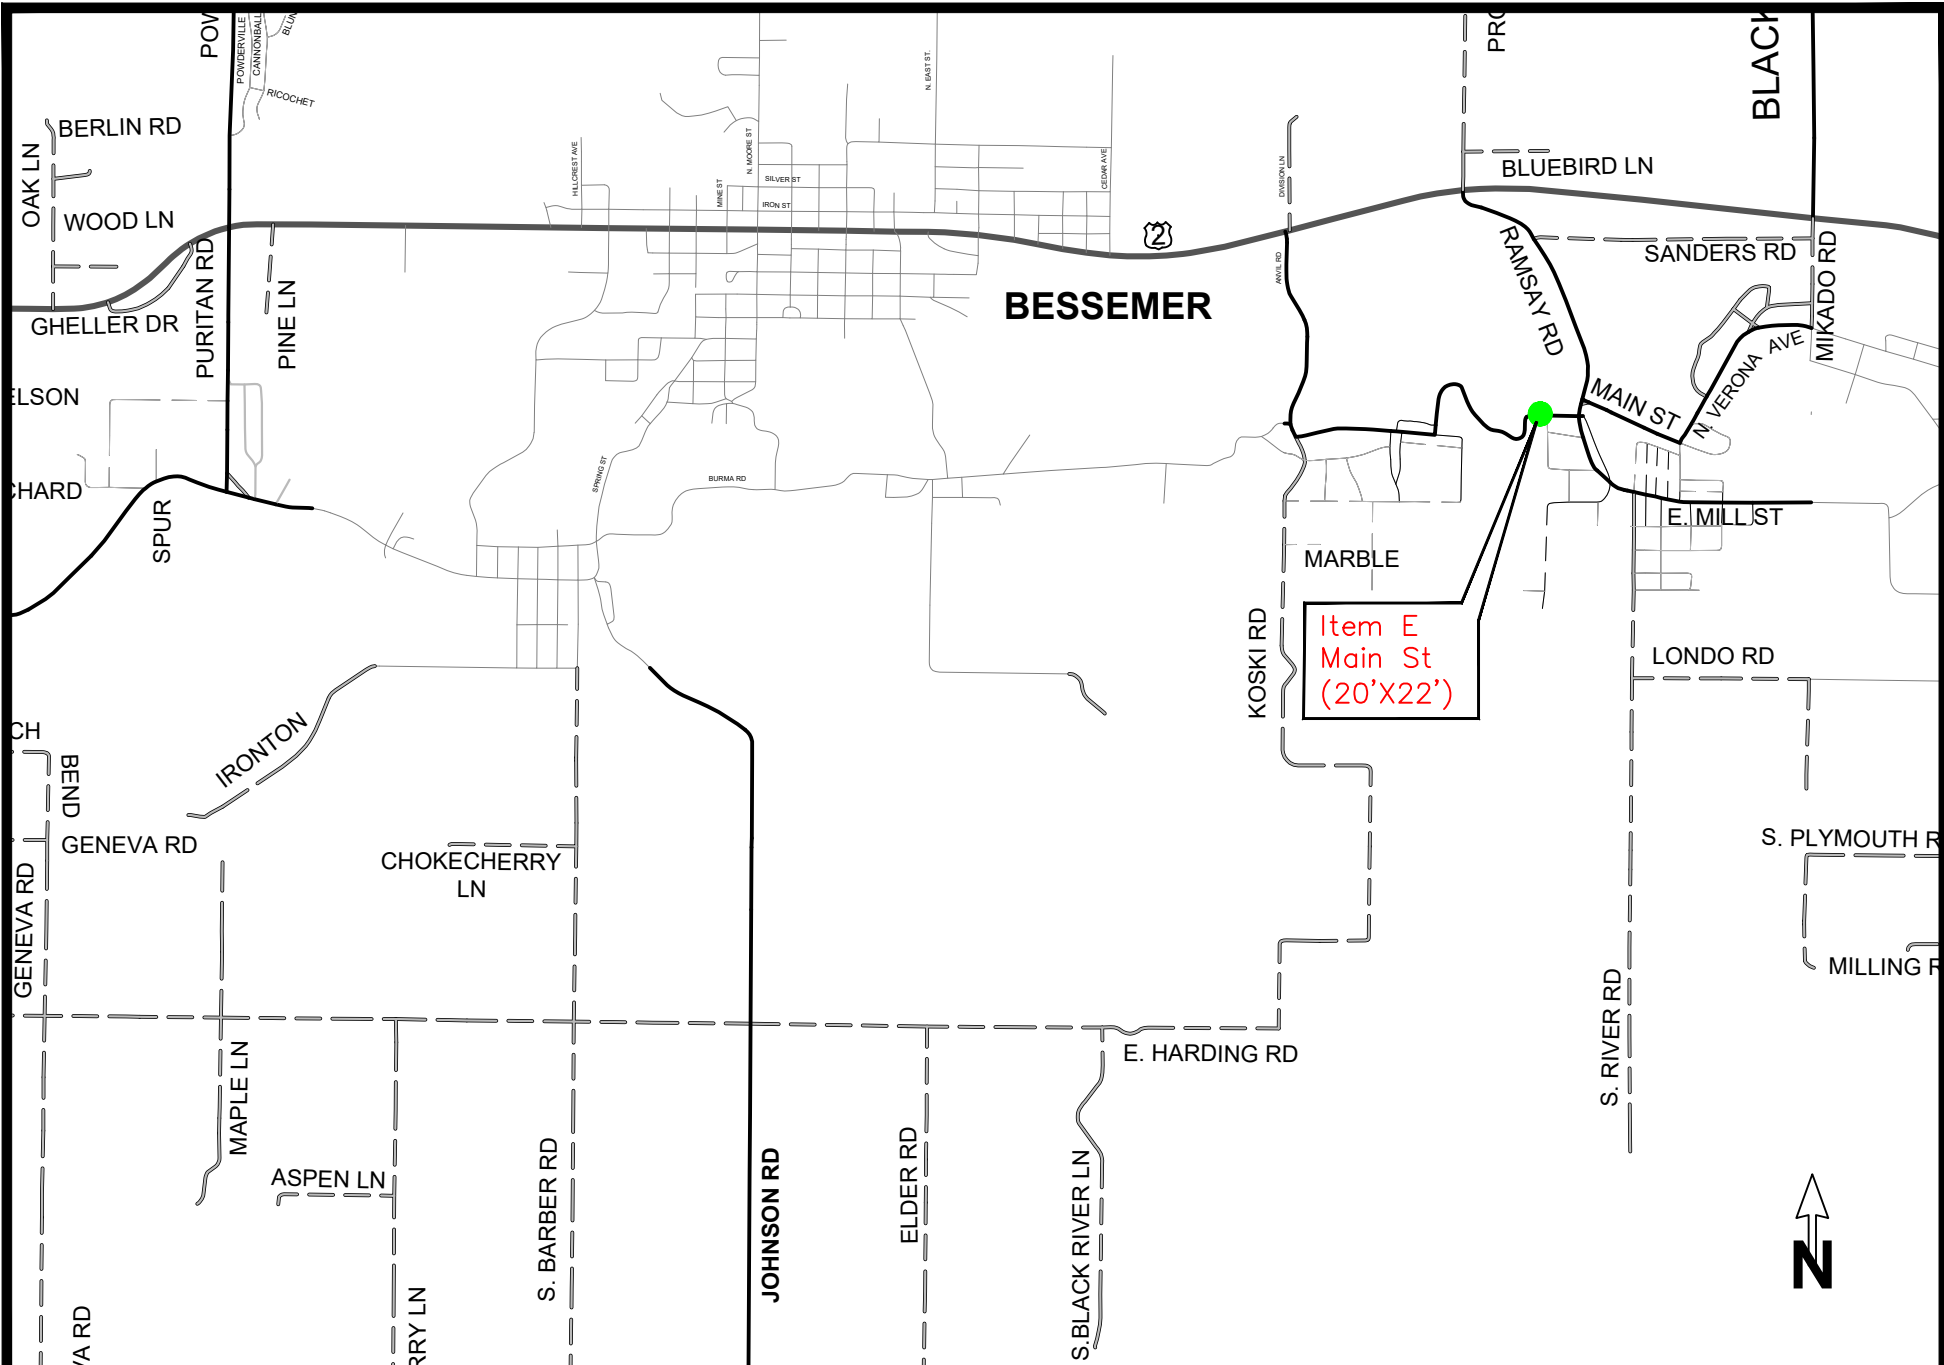 POWDERVILLE
CANNONBALL
RICOCHET
N. EAST ST.
BLACK
BERLIN RD
OAK LN
WOOD LN
HILLCREST AVE
N. MOORE ST
MINE ST
SILVER ST
IRON ST
CEDAR AVE
DIVISION LN
BLUEBIRD LN
2
GHELLER DR
PURITAN RD
PINE LN
BESSEMER
ANVIL RD
RAMSAY RD
SANDERS RD
MIKADO RD
ELSON
MAIN ST
N. VERONA AVE
CHARD
SPUR
SPRING ST
BURMA RD
E. MILL ST
MARBLE
Item E
Main St
(20'X22')
KOSKI RD
LONDO RD
CH
BEND
IRONTON
GENEVA RD
GENEVA RD
CHOKECHERRY
LN
S. PLYMOUTH R
MILLING R
S. RIVER RD
E. HARDING RD
MAPLE LN
ASPEN LN
S. BARBER RD
JOHNSON RD
ELDER RD
S.BLACK RIVER LN
N
VA RD
RRY LN